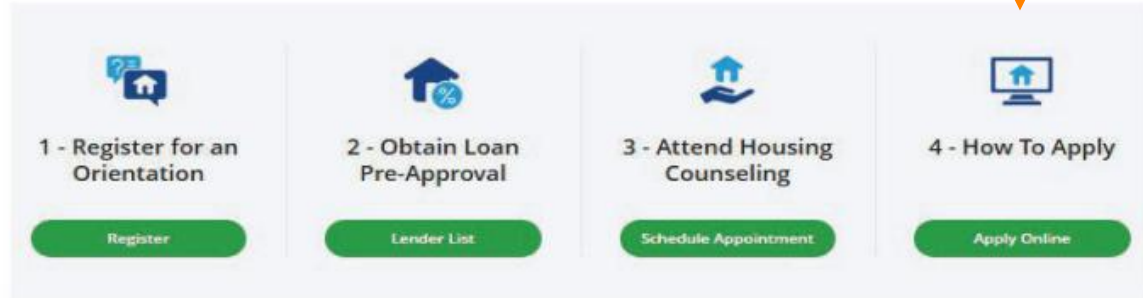 1 - Register for an
Orientation
Register
2 - Obtain Loan
Pre-Approval
Lender List
3 - Attend Housing
Counseling
Schedule Appointment
4 - How To Apply
Apply Online